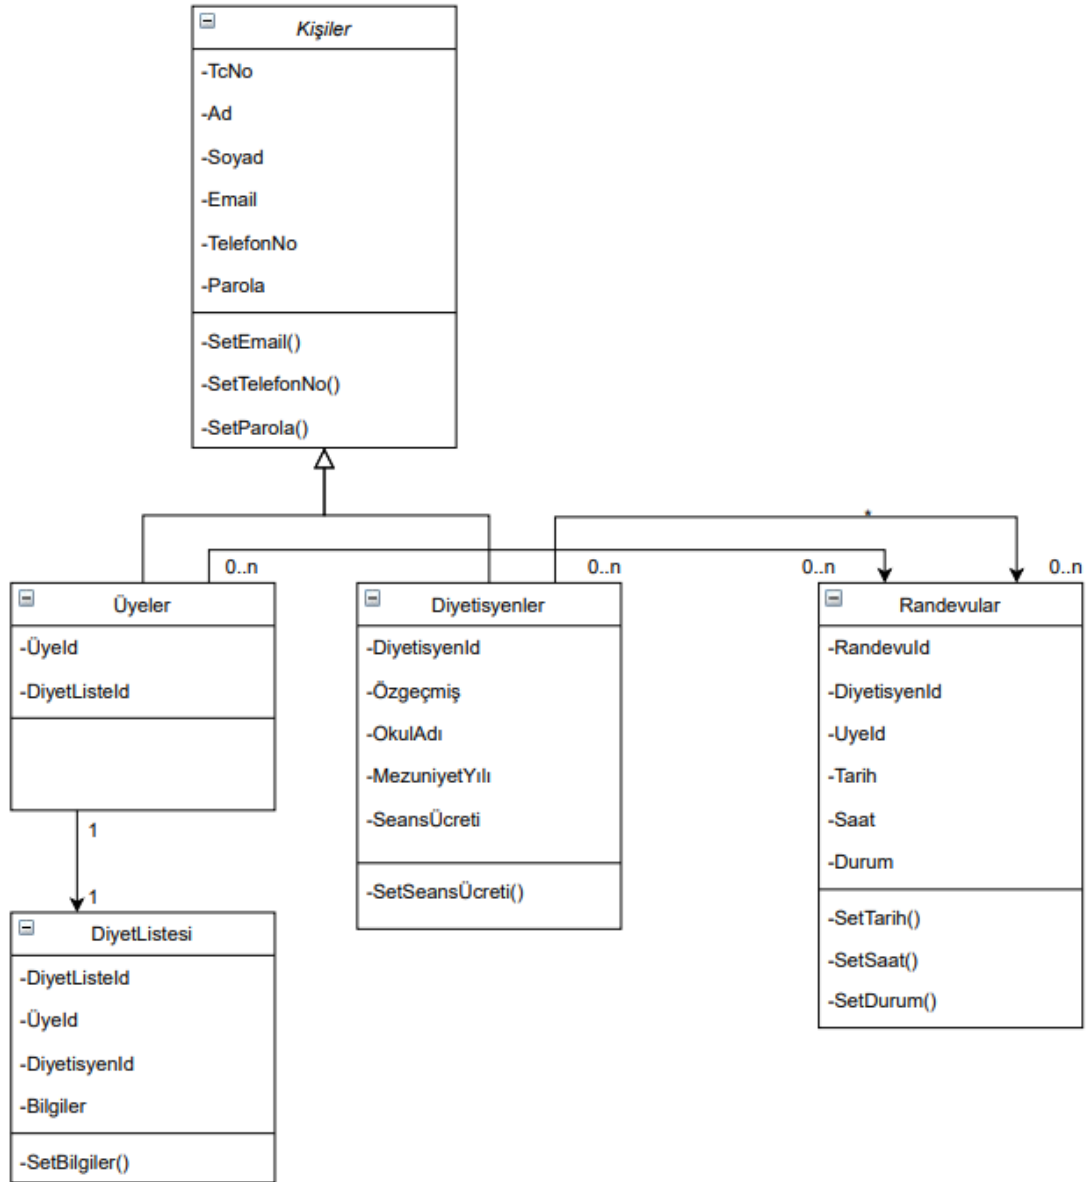 Kişiler
-TcNo
-Ad
-Soyad
-Email
-TelefonNo
-Parola
-SetEmail()
-SetTelefonNo()
-SetParola()
*
0..n
0..n
0..n
0..n
Üyeler
-ÜyeId
-DiyetListeId
Diyetisyenler
-DiyetisyenId
-Özgeçmiş
-OkulAdı
-MezuniyetYılı
-SeansÜcreti
-SetSeansÜcreti()
Randevular
-RandevuId
-DiyetisyenId
-UyeId
-Tarih
-Saat
-Durum
-SetTarih()
-SetSaat()
-SetDurum()
1
1
DiyetListesi
-DiyetListeId
-ÜyeId
-DiyetisyenId
-Bilgiler
-SetBilgiler()